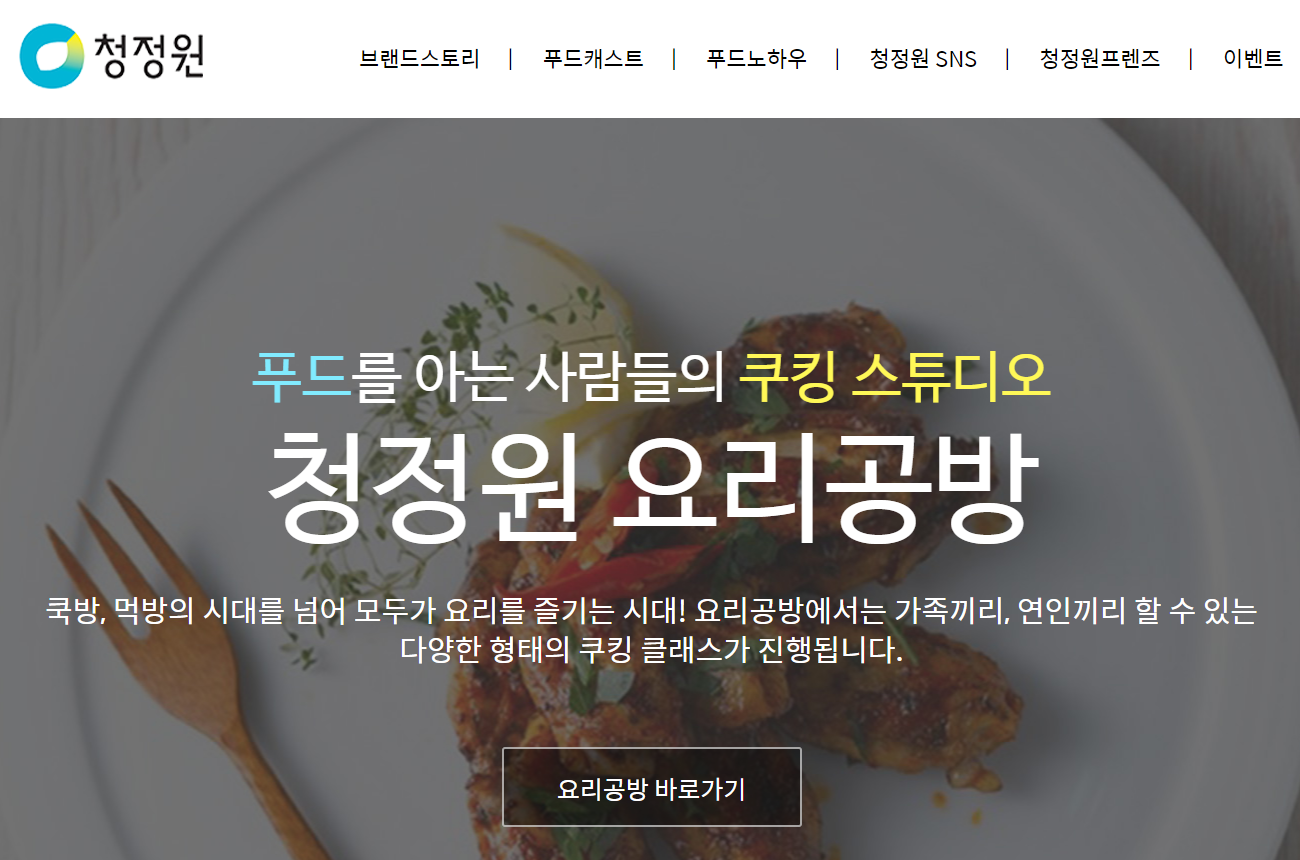 청정원
브랜드스토리 | 푸드캐스트 | 푸드노하우 | 청정원 SNS | 청정원프렌즈 | 이벤트
푸드를 아는 사람들의 쿠킹 스튜디오
청정원 요리공방
쿡방, 먹방의 시대를 넘어 모두가 요리를 즐기는 시대! 요리공방에서는 가족끼리, 연인끼리 할 수 있는
다양한 형태의 쿠킹 클래스가 진행됩니다.
요리공방 바로가기